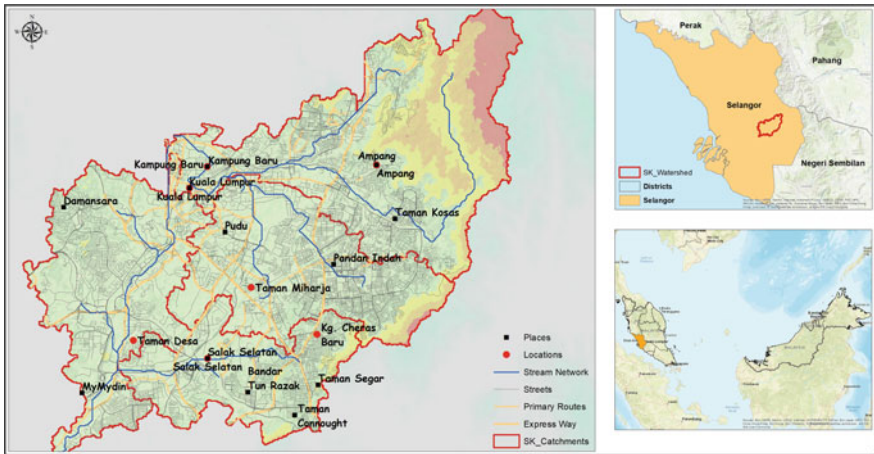 N
W
E
S
Kampung Baru
Kampung Baru
Kuala Lumpur
Kuala Lumpur
Ampang
Ampang
Damansara
Pudu
Taman Kosas
Pandan Indah
Taman Miharja
Kg. Cheras
Baru
Taman Desa
Salak Selatan
Salak Selatan
Bandar
Tun Razak
Taman Segar
MyMydin
Taman
Connaught
Places
Locations
Stream Network
Streets
Primary Routes
Express Way
SK_Catchments
Perak
Pahang
Selangor
Negeri Sembilan
SK_Watershed
Districts
Selangor